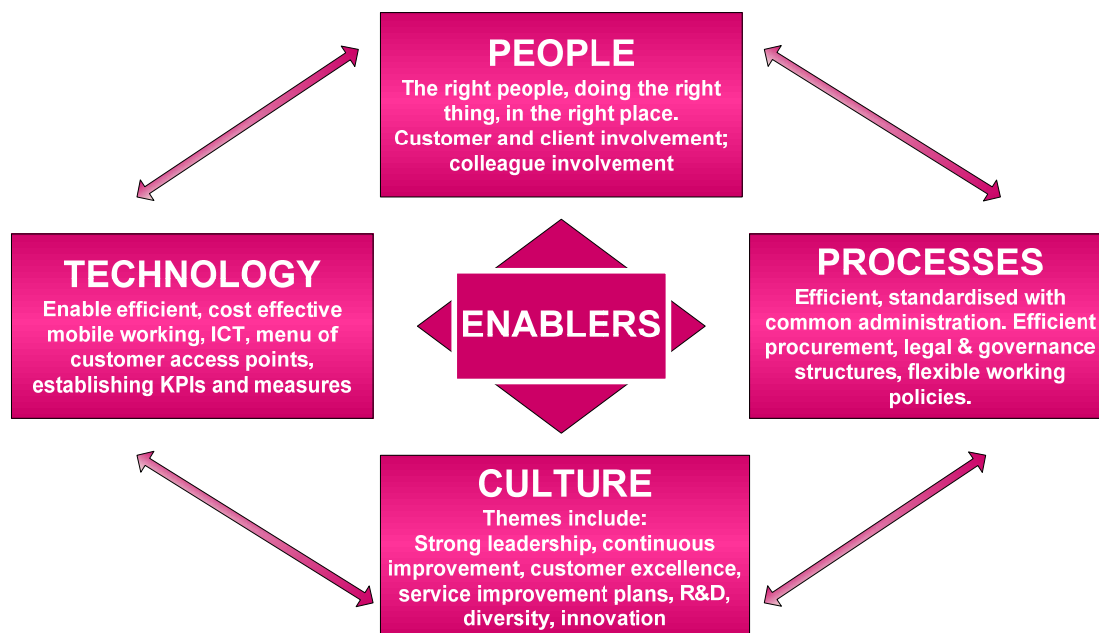 PEOPLE
The right people, doing the right
thing, in the right place.
Customer and client involvement;
colleague involvement
TECHNOLOGY
Enable efficient, cost effective
mobile working, ICT, menu of
customer access points,
establishing KPIs and measures
ENABLERS
PROCESSES
Efficient, standardised with
common administration. Efficient
procurement, legal & governance
structures, flexible working
policies.
CULTURE
Themes include:
Strong leadership, continuous
improvement, customer excellence,
service improvement plans, R&D,
diversity, innovation